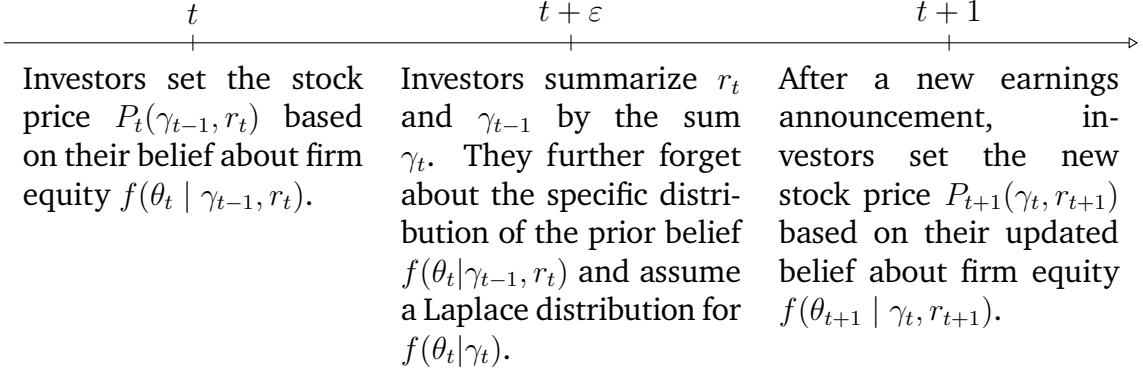 t
t + ε
t + 1
Investors set the stock
price P_t(γ_{t−1}, r_t) based
on their belief about firm
equity f(θ_t | γ_{t−1}, r_t).
Investors summarize r_t
and γ_{t−1} by the sum
γ_t. They further forget
about the specific distri-
bution of the prior belief
f(θ_t|γ_{t−1}, r_t) and assume
a Laplace distribution for
f(θ_t|γ_t).
After a new earnings
announcement, in-
vestors set the new
stock price P_{t+1}(γ_t, r_{t+1})
based on their updated
belief about firm equity
f(θ_{t+1} | γ_t, r_{t+1}).